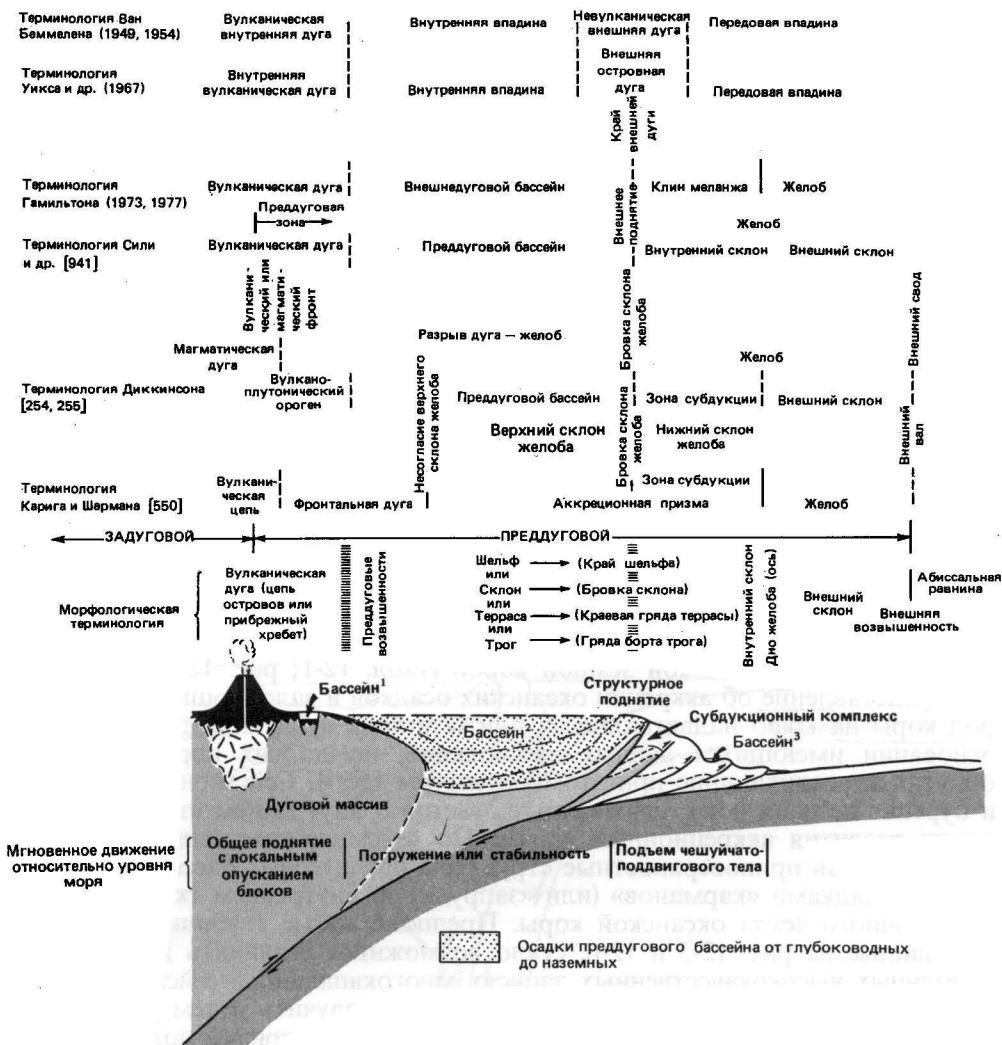 Терминология Ван
Беммелена (1949, 1954)
Вулканическая
внутренняя дуга
Внутренняя впадина
Невулканическая
внешняя дуга
Передовая впадина
Терминология
Уикса и др. (1967)
Внутренняя
вулканическая дуга
Внутренняя впадина
Внешняя
островная
дуга
Передовая впадина
Край
внешней
дуги
Терминология
Гамильтона (1973, 1977)
Вулканическая дуга
Внешнедуговой бассейн
Внешнее
поднятие
Клин меланжа
Желоб
Преддуговая
зона
Терминология Сили
и др. [941]
Вулканическая дуга
Преддуговый бассейн
Желоб
Внутренний склон
Внешний склон
Вулкани-
ческий или
магмати-
ческий
фронт
Бровка склона
желоба
Внешний свод
Разрыв дуга – желоб
Магматическая
дуга
Желоб
Терминология Диккинсона
[254, 255]
Вулкано-
плутонический
ороген
Несогласие верхнего
склона желоба
Преддуговой бассейн
Верхний склон
желоба
Бровка склона
желоба
Зона субдукции
Внешний склон
Нижний склон
желоба
Внешний
вал
Терминология
Карига и Шармана [550]
Вулкани-
ческая
цепь
Фронтальная дуга
Аккреционная призма
Зона субдукции
Желоб
ЗАДУГОВОЙ
ПРЕДДУГОВОЙ
Морфологическая
терминология
Вулканическая
дуга (цепь
островов или
прибрежный
хребет)
Преддуговые
возвышенности
Шельф
или
(Край шельфа)
Склон
или
(Бровка склона)
Терраса
или
(Краевая гряда террасы)
Трог
(Гряда борта трога)
Внутренний склон
Дно желоба (ось)
Внешний
склон
Внешняя
возвышенность
Абиссальная
равнина
Бассейн¹
Структурное
поднятие
Бассейн²
Субдукционный комплекс
Бассейн³
Дуговой массив
Мгновенное движение
относительно уровня
моря
Общее поднятие
с локальным
опусканием
блоков
Погружение или стабильность
Подъем чешуйчато-
поддвигового тела
Осадки преддугового бассейна от глубоководных
до наземных